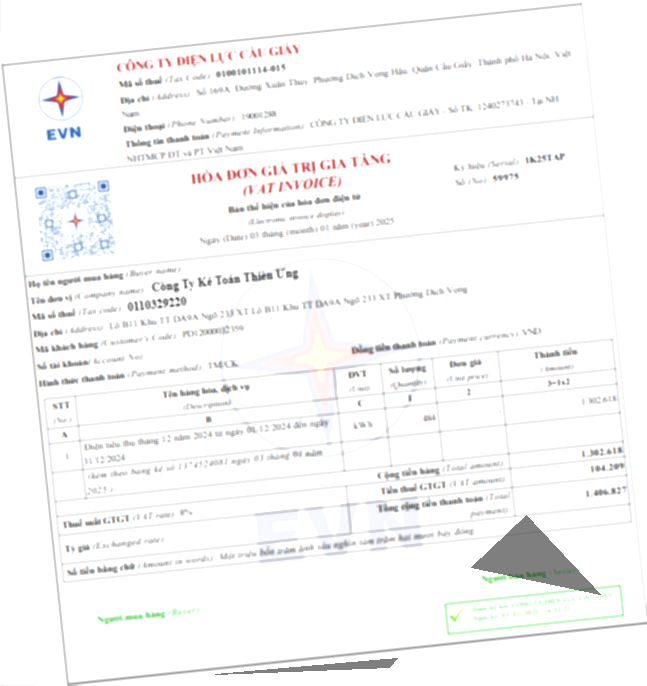 CÔNG TY ĐIỆN LỰC CẦU GIẤY
Mã số thuế (Tax Code): 0100101114-015
Địa chỉ (Address): Số 169A, Đường Xuân Thủy, Phường Dịch Vọng Hậu, Quận Cầu Giấy, Thành phố Hà Nội, Việt
Nam
Điện thoại (Phone Number): 19001288
Thông tin thanh toán (Payment Information): CÔNG TY ĐIỆN LỰC CẦU GIẤY - Số TK: 1240271743 - Tại NH
NHTMCP ĐT và PT Việt Nam
EVN
HÓA ĐƠN GIÁ TRỊ GIA TĂNG
(VAT INVOICE)
Bản thể hiện của hóa đơn điện tử
(Electronic invoice display)
Ngày (Date) 03 tháng (month) 01 năm (year) 2025
Ký hiệu (Serial): 1K25TAP
Số (No): 59975
Họ tên người mua hàng (Buyer name)
Tên đơn vị (Company name): Công Ty Kế Toán Thiên Ưng
Mã số thuế (Tax code): 0110329220
Địa chỉ (Address): Lô B11 Khu TT DA9A Ngõ 233 XT Lô B11 Khu TT DA9A Ngõ 233 XT Phường Dịch Vọng
Mã khách hàng (Customer's Code): PD12000032359
Số tài khoản (Account No):
Hình thức thanh toán (Payment method): TM/CK
Đồng tiền thanh toán (Payment currency): VND
STT (No.) Tên hàng hóa, dịch vụ (Description) ĐVT (Unit) Số lượng (Quantity) Đơn giá (Unit price) Thành tiền (Amount)
A B C 1 2 3=1x2
1 Điện tiêu thụ tháng 12 năm 2024 từ ngày 01/12/2024 đến ngày kWh 484 1.302.618
31/12/2024
(kèm theo bảng kê số 1374524081 ngày 03 tháng 01 năm
2025 )
Cộng tiền hàng (Total amount): 1.302.618
Thuế suất GTGT (VAT rate): 8% Tiền thuế GTGT (VAT amount): 104.209
Tỷ giá (Exchanged rate): Tổng cộng tiền thanh toán (Total 1.406.827
payment):
Số tiền bằng chữ (Amount in words): Một triệu bốn trăm linh sáu nghìn tám trăm hai mươi bảy đồng
EVN
Người mua hàng (Buyer)
Người